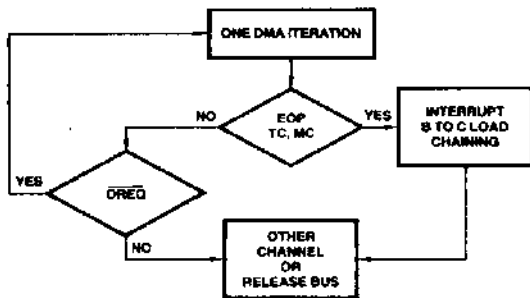 ONE DMA ITERATION
NO
EOP
TC, MC
YES
INTERRUPT
B TO C LOAD
CHAINING
YES
DREQ
NO
OTHER
CHANNEL
OR
RELEASE BUS